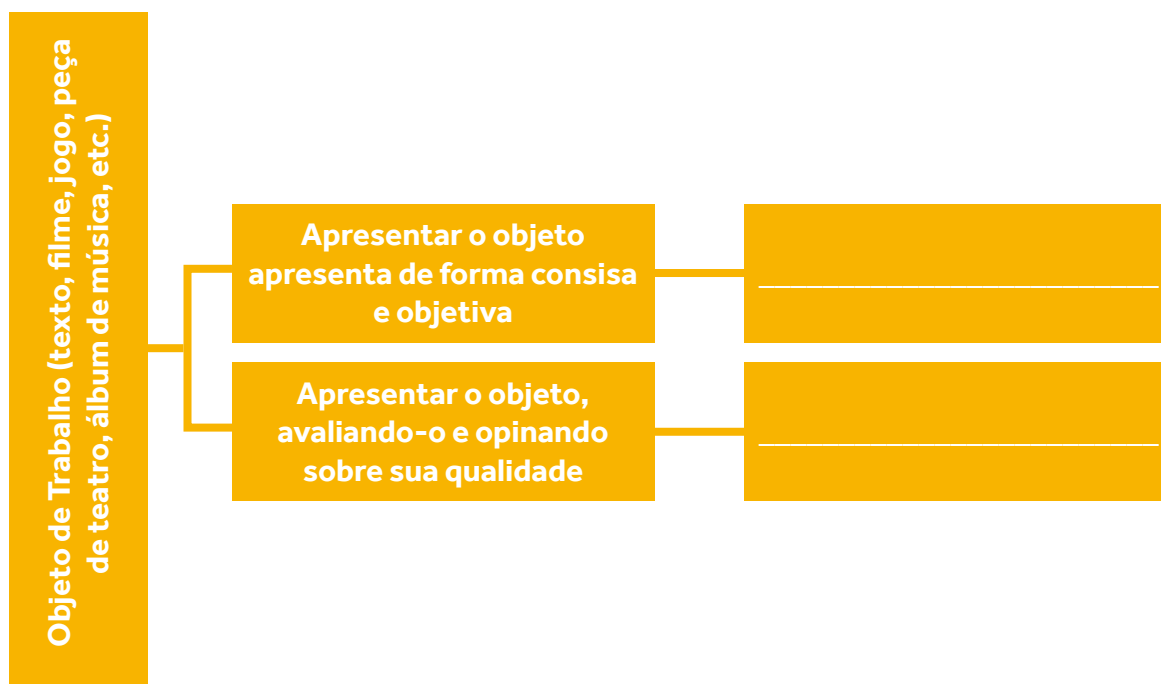 Objeto de Trabalho (texto, filme, jogo, peça
de teatro, álbum de música, etc.)
Apresentar o objeto
apresenta de forma consisa
e objetiva
Apresentar o objeto,
avaliando-o e opinando
sobre sua qualidade